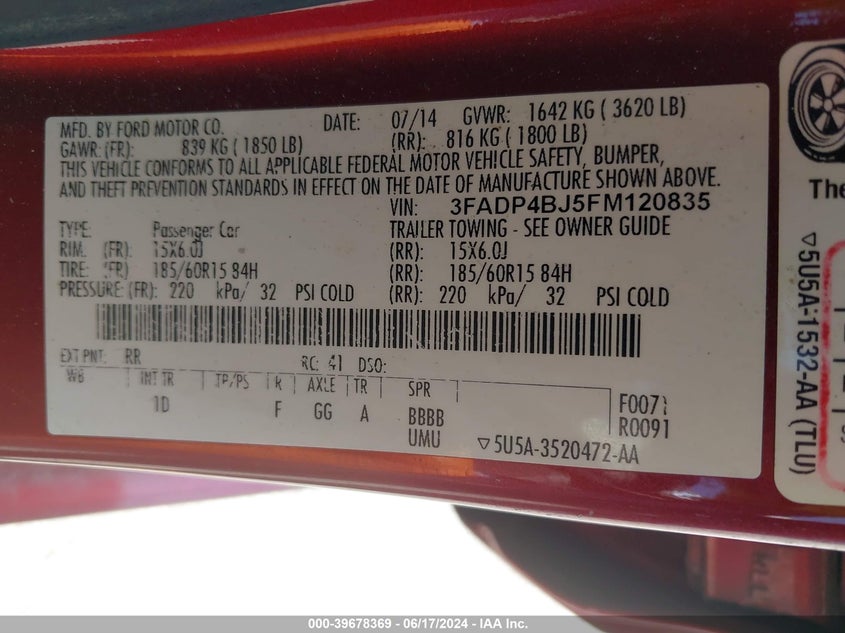 MFD. BY FORD MOTOR CO. DATE: 07/14 GVWR: 1642 KG ( 3620 LB)
GAWR: (FR): 839 KG ( 1850 LB) (RR): 816 KG ( 1800 LB)
THIS VEHICLE CONFORMS TO ALL APPLICABLE FEDERAL MOTOR VEHICLE SAFETY, BUMPER,
AND THEFT PREVENTION STANDARDS IN EFFECT ON THE DATE OF MANUFACTURE SHOWN ABOVE.
VIN: 3FADP4BJ5FM120835
TYPE: Passenger Car TRAILER TOWING - SEE OWNER GUIDE
RIM: (FR) 15X6.0J (RR): 15X6.0J
TIRE: (FR) 185/60R15 84H (RR): 185/60R15 84H
PRESSURE: (FR): 220 kPa/ 32 PSI COLD (RR): 220 kPa/ 32 PSI COLD
EXT PNT: RR RC: 41 DSO:
WB INT TR TP/PS R AXLE TR SPR
1D F GG A BBBB
UMU
F0071
R0091
▽5U5A-3520472-AA
The
▽5U5A-1532-AA (TLU)
000-39678369 - 06/17/2024 - IAA Inc.